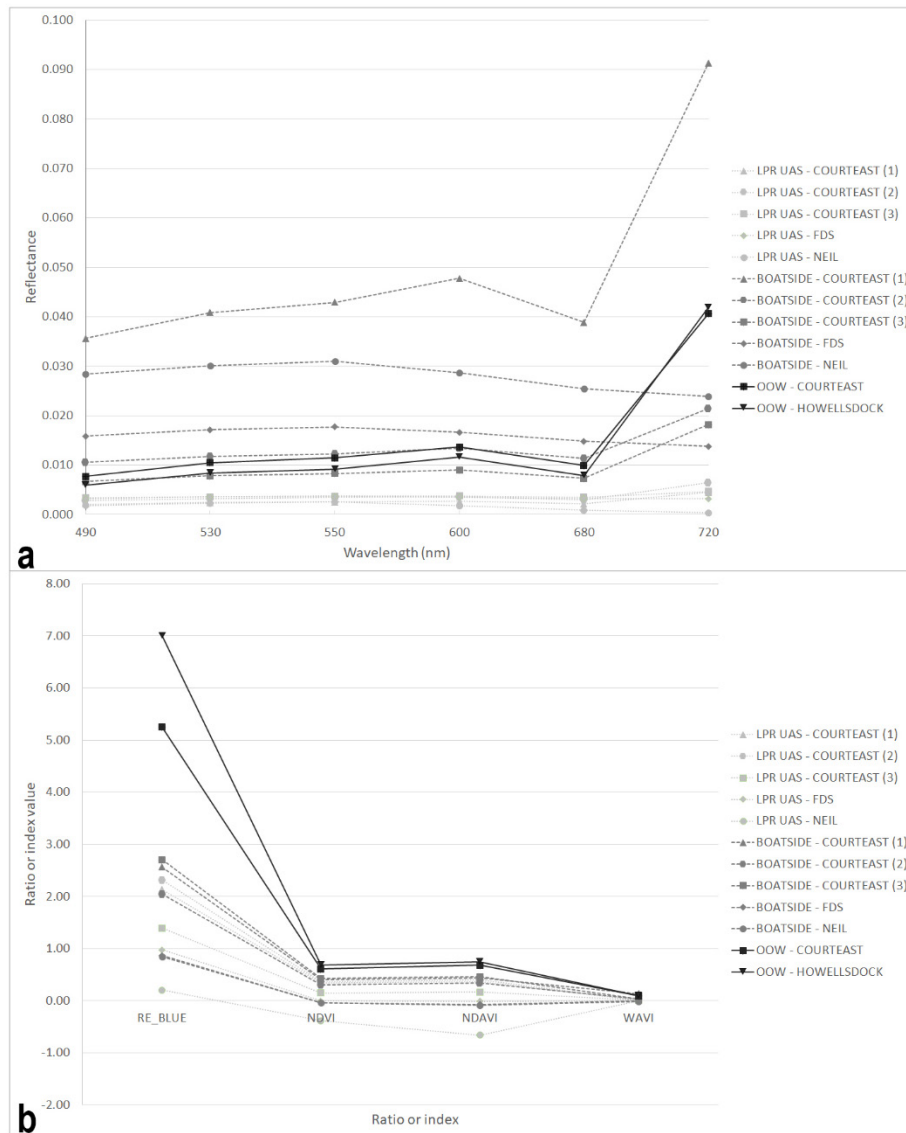 0.100
0.090
0.080
0.070
0.060
0.050
0.040
0.030
0.020
0.010
0.000
Reflectance
490
530
550
600
680
720
Wavelength (nm)
LPR UAS - COURTEAST (1)
LPR UAS - COURTEAST (2)
LPR UAS - COURTEAST (3)
LPR UAS - FDS
LPR UAS - NEIL
BOATSIDE - COURTEAST (1)
BOATSIDE - COURTEAST (2)
BOATSIDE - COURTEAST (3)
BOATSIDE - FDS
BOATSIDE - NEIL
OOW - COURTEAST
OOW - HOWELLSDOCK
a
8.00
7.00
6.00
5.00
4.00
3.00
2.00
1.00
0.00
-1.00
-2.00
Ratio or index value
RE_BLUE
NDVI
NDAVI
WAVI
Ratio or index
LPR UAS - COURTEAST (1)
LPR UAS - COURTEAST (2)
LPR UAS - COURTEAST (3)
LPR UAS - FDS
LPR UAS - NEIL
BOATSIDE - COURTEAST (1)
BOATSIDE - COURTEAST (2)
BOATSIDE - COURTEAST (3)
BOATSIDE - FDS
BOATSIDE - NEIL
OOW - COURTEAST
OOW - HOWELLSDOCK
b